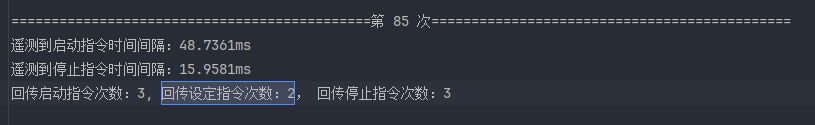 =============================================第 85 次=============================================
遥测到启动指令时间间隔：48.7361ms
遥测到停止指令时间间隔：15.9581ms
回传启动指令次数：3, 回传设定指令次数：2,  回传停止指令次数：3